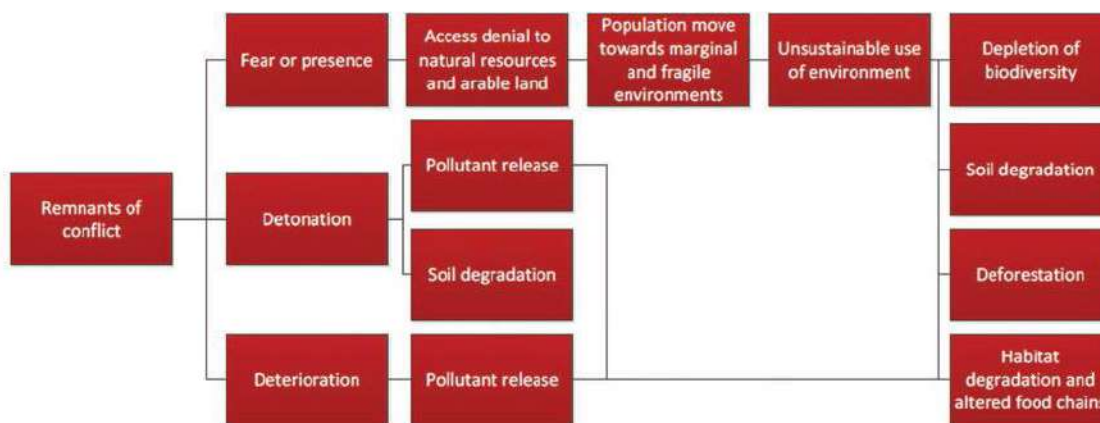 Remnants of
conflict
Fear or presence
Access denial to
natural resources
and arable land
Population move
towards marginal
and fragile
environments
Unsustainable use
of environment
Depletion of
biodiversity
Detonation
Pollutant release
Soil degradation
Soil degradation
Deforestation
Deterioration
Pollutant release
Habitat
degradation and
altered food chains